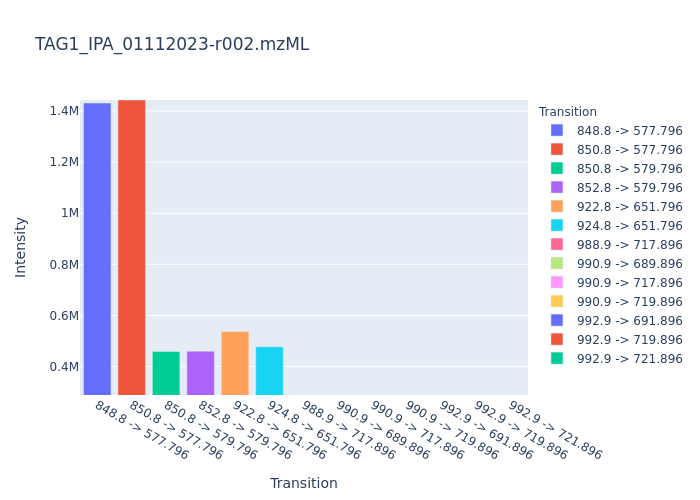 TAG1_IPA_01112023-r002.mzML
1.4M
1.2M
1M
0.8M
0.6M
0.4M
Intensity
848.8 -> 577.796
850.8 -> 577.796
850.8 -> 579.796
852.8 -> 579.796
922.8 -> 651.796
924.8 -> 651.796
988.9 -> 717.896
990.9 -> 689.896
990.9 -> 717.896
990.9 -> 719.896
992.9 -> 691.896
992.9 -> 719.896
992.9 -> 721.896
Transition
Transition
848.8 -> 577.796
850.8 -> 577.796
850.8 -> 579.796
852.8 -> 579.796
922.8 -> 651.796
924.8 -> 651.796
988.9 -> 717.896
990.9 -> 689.896
990.9 -> 717.896
990.9 -> 719.896
992.9 -> 691.896
992.9 -> 719.896
992.9 -> 721.896